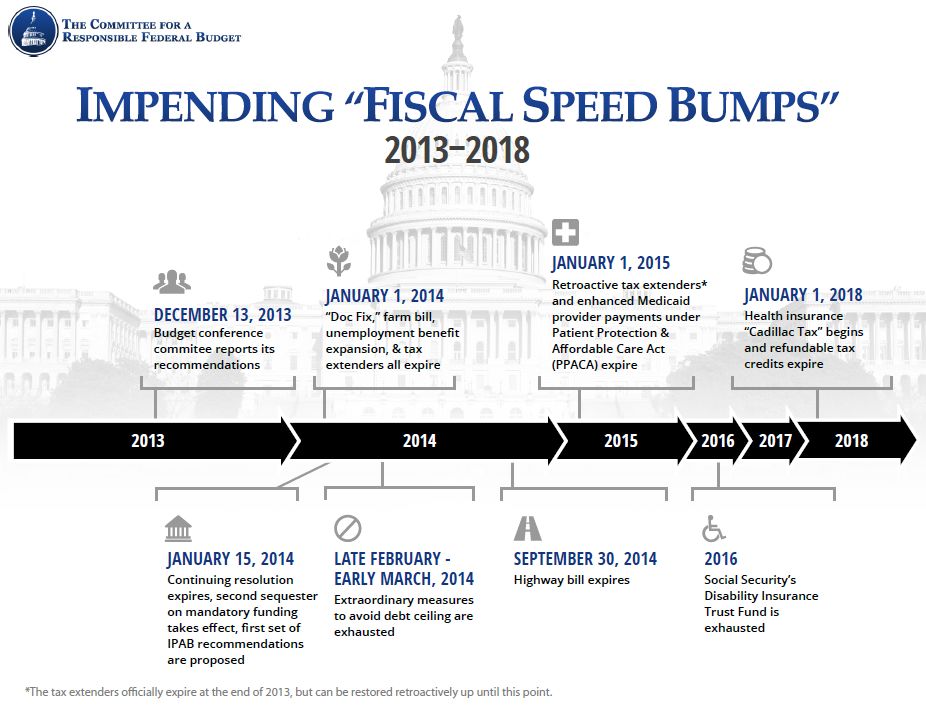 THE COMMITTEE FOR A
RESPONSIBLE FEDERAL BUDGET
IMPENDING “FISCAL SPEED BUMPS”
2013–2018
DECEMBER 13, 2013
Budget conference
commitee reports its
recommendations
JANUARY 1, 2014
“Doc Fix,” farm bill,
unemployment benefit
expansion, & tax
extenders all expire
JANUARY 1, 2015
Retroactive tax extenders*
and enhanced Medicaid
provider payments under
Patient Protection &
Affordable Care Act
(PPACA) expire
JANUARY 1, 2018
Health insurance
“Cadillac Tax” begins
and refundable tax
credits expire
2013
2014
2015
2016
2017
2018
JANUARY 15, 2014
Continuing resolution
expires, second sequester
on mandatory funding
takes effect, first set of
IPAB recommendations
are proposed
LATE FEBRUARY -
EARLY MARCH, 2014
Extraordinary measures
to avoid debt ceiling are
exhausted
SEPTEMBER 30, 2014
Highway bill expires
2016
Social Security’s
Disability Insurance
Trust Fund is
exhausted
*The tax extenders officially expire at the end of 2013, but can be restored retroactively up until this point.